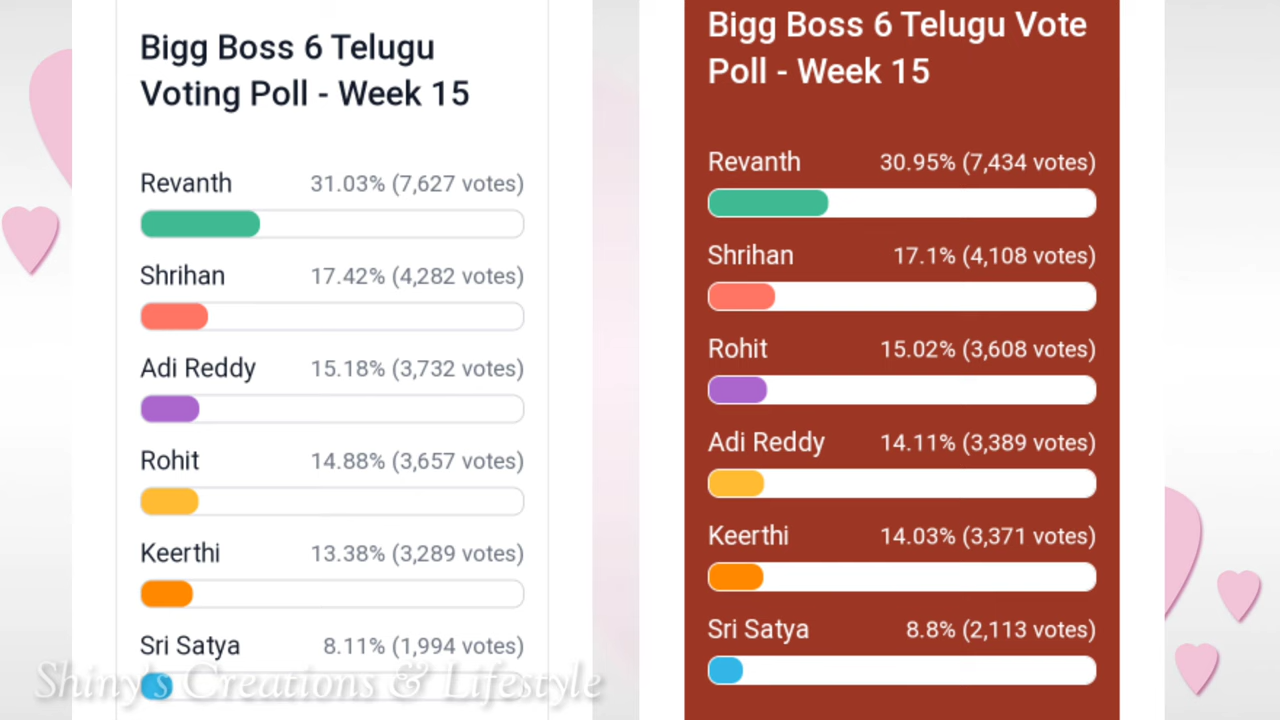 Bigg Boss 6 Telugu
Voting Poll - Week 15
Revanth 31.03% (7,627 votes)
Shrihan 17.42% (4,282 votes)
Adi Reddy 15.18% (3,732 votes)
Rohit 14.88% (3,657 votes)
Keerthi 13.38% (3,289 votes)
Sri Satya 8.11% (1,994 votes)
Shiny's Creations & Lifestyle
Bigg Boss 6 Telugu Vote
Poll - Week 15
Revanth 30.95% (7,434 votes)
Shrihan 17.1% (4,108 votes)
Rohit 15.02% (3,608 votes)
Adi Reddy 14.11% (3,389 votes)
Keerthi 14.03% (3,371 votes)
Sri Satya 8.8% (2,113 votes)